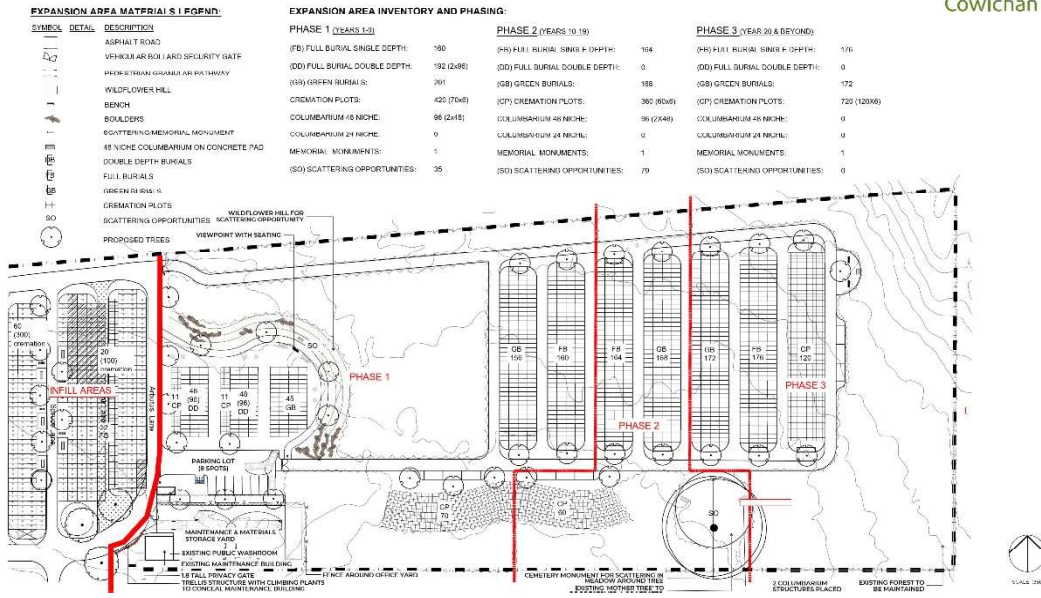 Cowichan
EXPANSION AREA MATERIALS LEGEND:
SYMBOL DETAIL DESCRIPTION
ASPHALT ROAD
VEHICULAR BOLLARD SECURITY GATE
PEDESTRIAN GRANULAR PATHWAY
WILDFLOWER HILL
BENCH
BOULDERS
SCATTERING/MEMORIAL MONUMENT
48 NICHE COLUMBARIUM ON CONCRETE PAD
DB DOUBLE DEPTH BURIALS
FB FULL BURIALS
GB GREEN BURIALS
CREMATION PLOTS
SO SCATTERING OPPORTUNITIES
PROPOSED TREES
EXPANSION AREA INVENTORY AND PHASING:
PHASE 1 (YEARS 1-9)
(FB) FULL BURIAL SINGLE DEPTH: 160
(DD) FULL BURIAL DOUBLE DEPTH: 192 (2x96)
(GB) GREEN BURIALS: 201
CREMATION PLOTS: 420 (70x6)
COLUMBARIUM 48 NICHE: 96 (2x48)
COLUMBARIUM 24 NICHE: 0
MEMORIAL MONUMENTS: 1
(SO) SCATTERING OPPORTUNITIES: 35
PHASE 2 (YEARS 10 19)
(FB) FULL BURIAL SINGLE DEPTH: 164
(DD) FULL BURIAL DOUBLE DEPTH: 0
(GB) GREEN BURIALS: 168
(CP) CREMATION PLOTS: 360 (60x6)
COLUMBARIUM 48 NICHE: 96 (2X48)
COLUMBARIUM 24 NICHE: 0
MEMORIAL MONUMENTS: 1
(SO) SCATTERING OPPORTUNITIES: 79
PHASE 3 (YEAR 20 & BEYOND)
(FB) FULL BURIAL SINGLE DEPTH: 176
(DD) FULL BURIAL DOUBLE DEPTH: 0
(GB) GREEN BURIALS: 172
(CP) CREMATION PLOTS: 720 (120X6)
COLUMBARIUM 48 NICHE: 0
COLUMBARIUM 24 NICHE: 0
MEMORIAL MONUMENTS: 1
(SO) SCATTERING OPPORTUNITIES: 0
WILDFLOWER HILL FOR
SCATTERING OPPORTUNITY
VIEWPOINT WITH SEATING
60
(300)
cremation
20
(100)
cremation
INFILL AREAS
Arbutus Lane
22
FB
11
CP
48
(96)
DD
11
CP
48
(96)
DD
45
GB
SO
PHASE 1
GB
156
FB
160
FB
164
GB
168
GB
172
FB
176
CP
120
PHASE 2
PHASE 3
PARKING LOT
(8 SPOTS)
CP
70
CP
60
SO
MAINTENANCE & MATERIALS
STORAGE YARD
EXISTING PUBLIC WASHROOM
EXISTING MAINTENANCE BUILDING
1.8 TALL PRIVACY GATE
TRELLIS STRUCTURE WITH CLIMBING PLANTS
TO CONCEAL MAINTENANCE BUILDING
FENCE AROUND OFFICE YARD
CEMETERY MONUMENT FOR SCATTERING IN
MEADOW AROUND TREE
EXISTING 'MOTHER TREE' TO
2 COLUMBARIUM
STRUCTURES PLACED
EXISTING FOREST TO
BE MAINTAINED